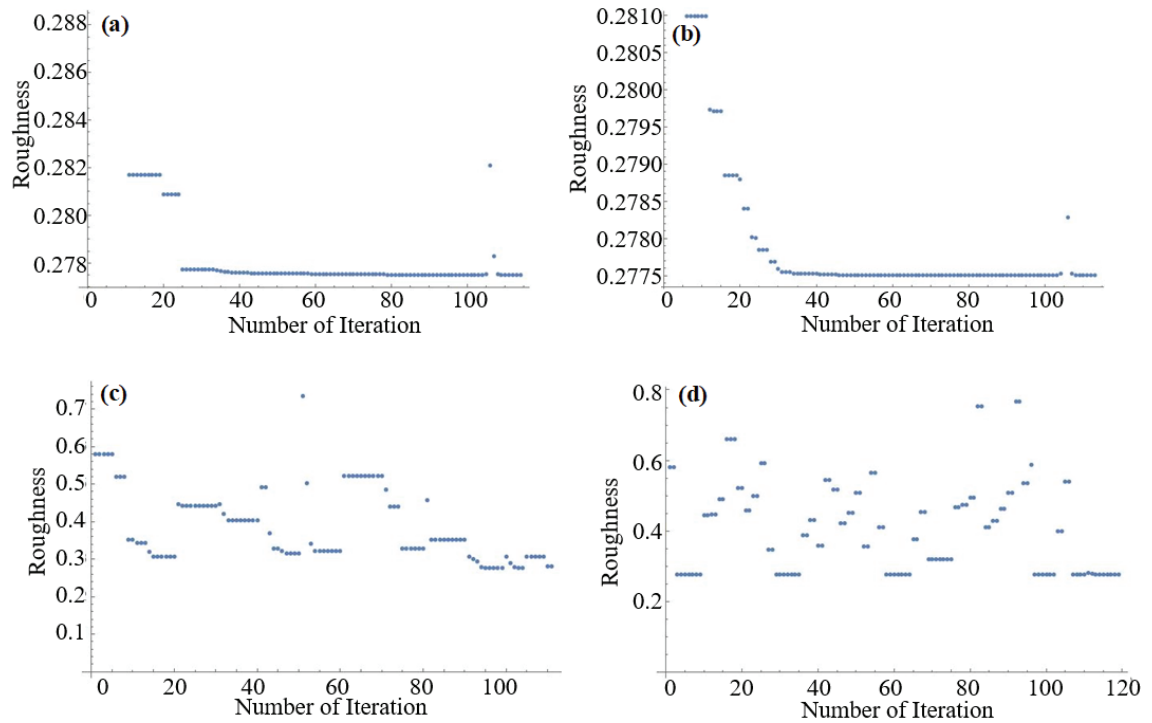 (a)
Roughness
0.288
0.286
0.284
0.282
0.280
0.278
0 20 40 60 80 100
Number of Iteration
(b)
Roughness
0.2810
0.2805
0.2800
0.2795
0.2790
0.2785
0.2780
0.2775
0 20 40 60 80 100
Number of Iteration
(c)
Roughness
0.7
0.6
0.5
0.4
0.3
0.2
0.1
0 20 40 60 80 100
Number of Iteration
(d)
Roughness
0.8
0.6
0.4
0.2
0 20 40 60 80 100 120
Number of Iteration